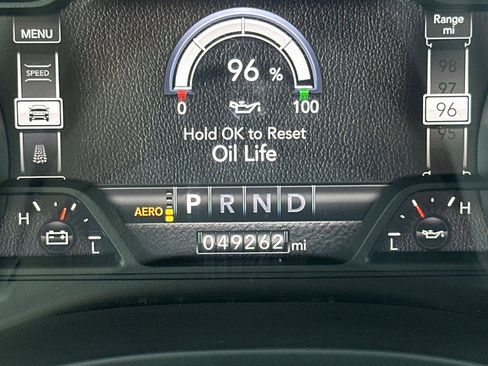 MENU
Range
mi
SPEED
98
97
96 %
96
95
0
100
Hold OK to Reset
Oil Life
AERO
P R N D
H
L
H
L
049262 mi